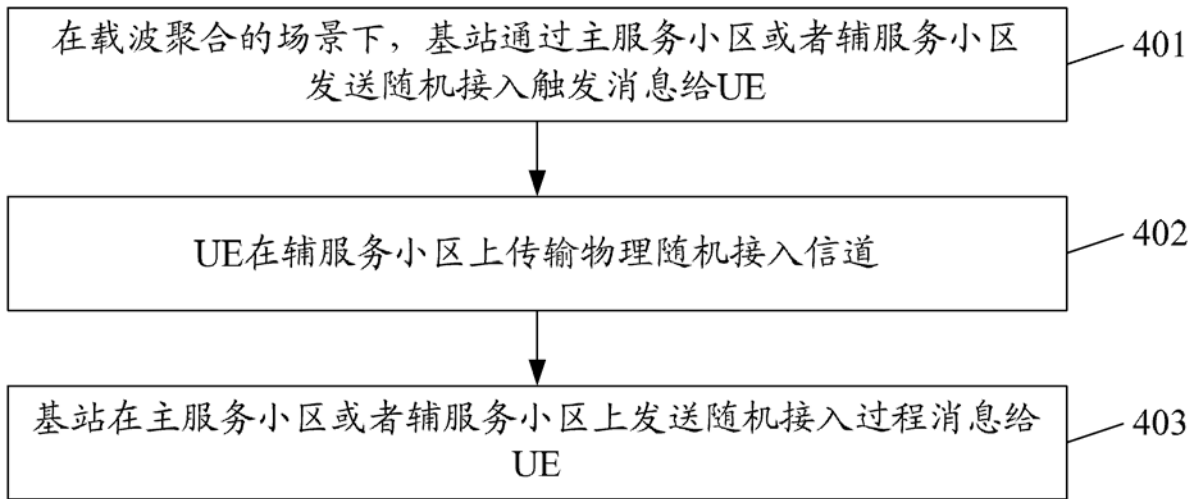 在载波聚合的场景下，基站通过主服务小区或者辅服务小区
发送随机接入触发消息给UE
401
UE在辅服务小区上传输物理随机接入信道
402
基站在主服务小区或者辅服务小区上发送随机接入过程消息给
UE
403